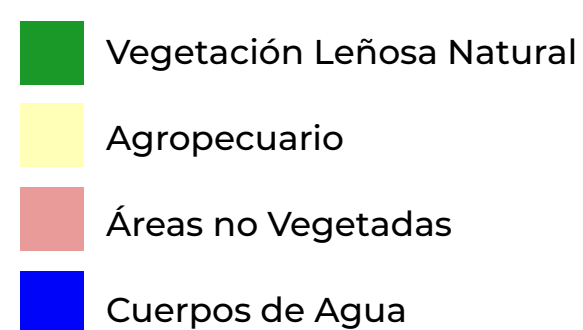 Vegetación Leñosa Natural
Agropecuario
Áreas no Vegetadas
Cuerpos de Agua